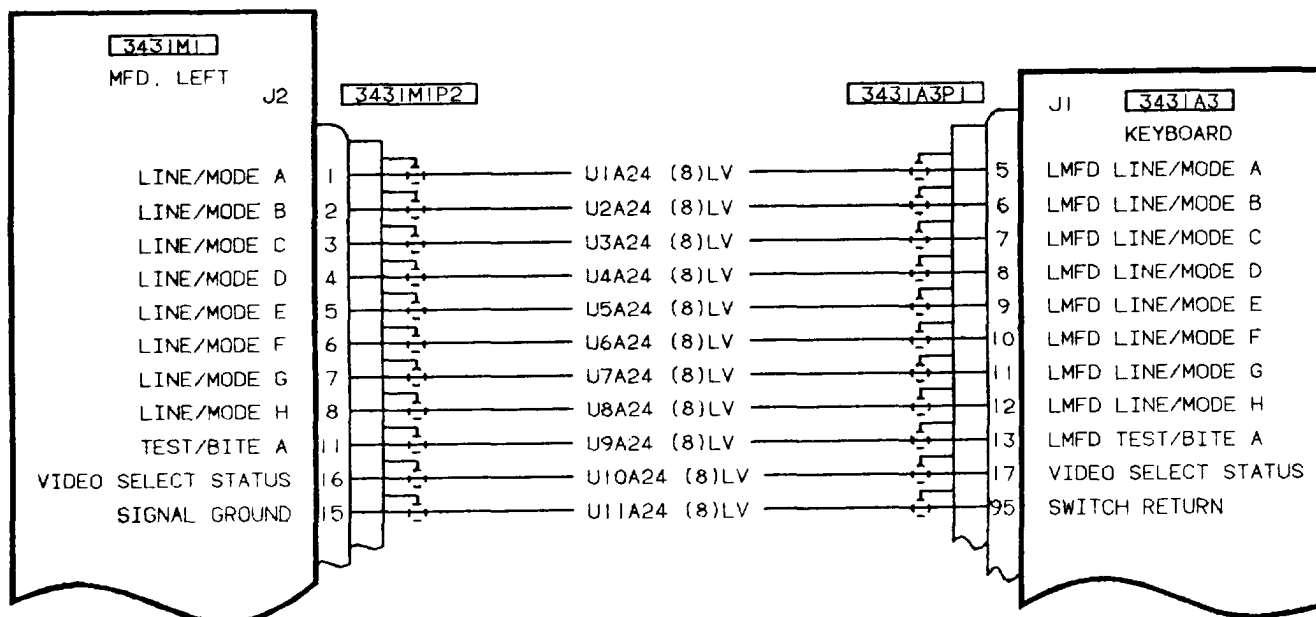 3431M1
MFD, LEFT
J2
3431M1P2
3431A3P1
J1
3431A3
KEYBOARD
LINE/MODE A 1 U1A24 (8)LV 5 LMFD LINE/MODE A
LINE/MODE B 2 U2A24 (8)LV 6 LMFD LINE/MODE B
LINE/MODE C 3 U3A24 (8)LV 7 LMFD LINE/MODE C
LINE/MODE D 4 U4A24 (8)LV 8 LMFD LINE/MODE D
LINE/MODE E 5 U5A24 (8)LV 9 LMFD LINE/MODE E
LINE/MODE F 6 U6A24 (8)LV 10 LMFD LINE/MODE F
LINE/MODE G 7 U7A24 (8)LV 11 LMFD LINE/MODE G
LINE/MODE H 8 U8A24 (8)LV 12 LMFD LINE/MODE H
TEST/BITE A 11 U9A24 (8)LV 13 LMFD TEST/BITE A
VIDEO SELECT STATUS 16 U10A24 (8)LV 17 VIDEO SELECT STATUS
SIGNAL GROUND 15 U11A24 (8)LV 95 SWITCH RETURN